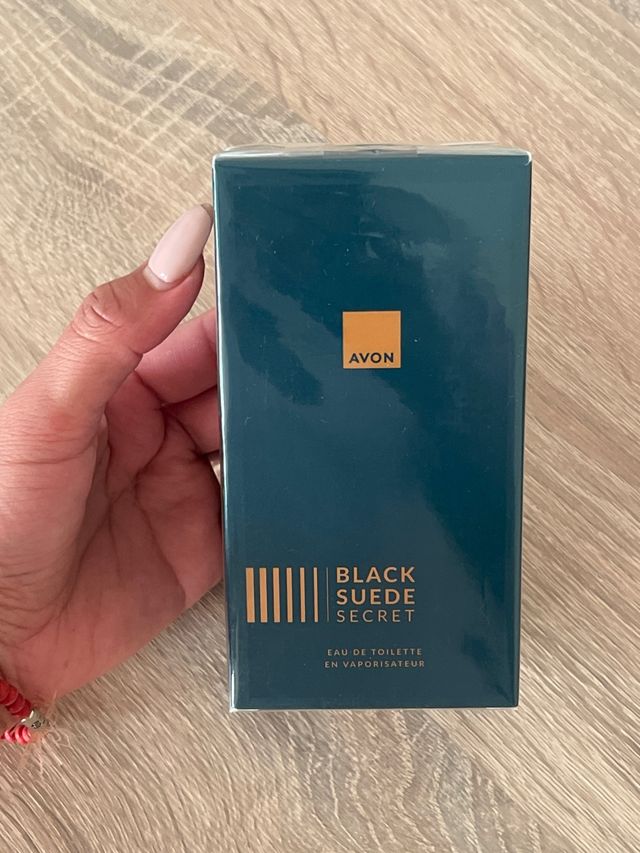 AVON
BLACK
SUEDE
SECRET
EAU DE TOILETTE
EN VAPORISATEUR